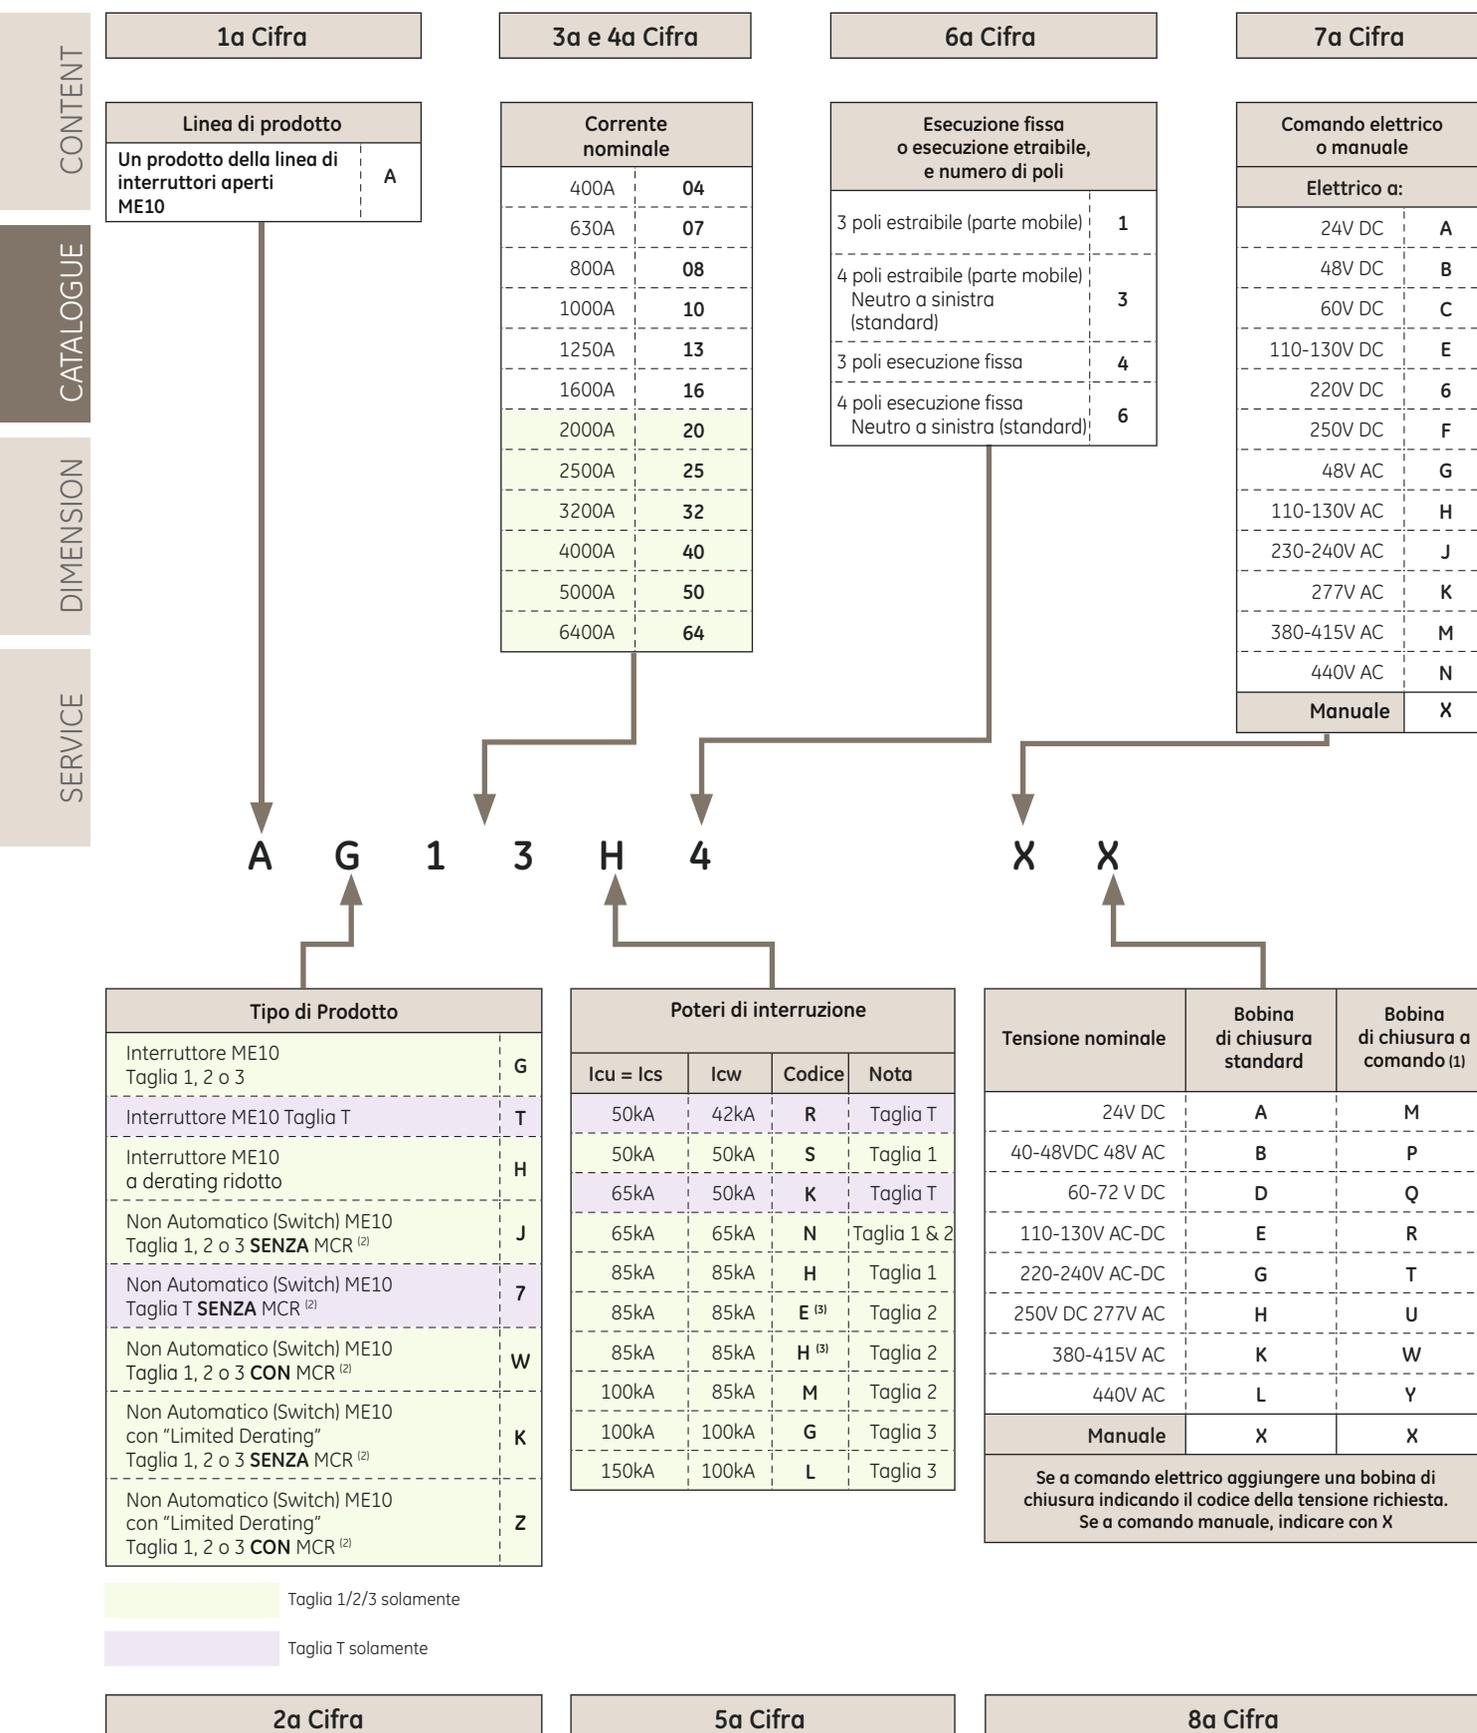 1a Cifra
3a e 4a Cifra
6a Cifra
7a Cifra
CONTENT
CATALOGUE
DIMENSION
SERVICE
Linea di prodotto
Un prodotto della linea di
interruttori aperti
ME10
A
Corrente
nominale
400A 04
630A 07
800A 08
1000A 10
1250A 13
1600A 16
2000A 20
2500A 25
3200A 32
4000A 40
5000A 50
6400A 64
Esecuzione fissa
o esecuzione etraibile,
e numero di poli
3 poli estraibile (parte mobile) 1
4 poli estraibile (parte mobile)
Neutro a sinistra
(standard)
3
3 poli esecuzione fissa 4
4 poli esecuzione fissa
Neutro a sinistra (standard)
6
Comando elettrico
o manuale
Elettrico a:
24V DC A
48V DC B
60V DC C
110-130V DC E
220V DC 6
250V DC F
48V AC G
110-130V AC H
230-240V AC J
277V AC K
380-415V AC M
440V AC N
Manuale X
A G 1 3 H 4 X X
Tipo di Prodotto
Interruttore ME10
Taglia 1, 2 o 3
G
Interruttore ME10 Taglia T T
Interruttore ME10
a derating ridotto
H
Non Automatico (Switch) ME10
Taglia 1, 2 o 3 SENZA MCR (2)
J
Non Automatico (Switch) ME10
Taglia T SENZA MCR (2)
7
Non Automatico (Switch) ME10
Taglia 1, 2 o 3 CON MCR (2)
W
Non Automatico (Switch) ME10
con “Limited Derating”
Taglia 1, 2 o 3 SENZA MCR (2)
K
Non Automatico (Switch) ME10
con “Limited Derating”
Taglia 1, 2 o 3 CON MCR (2)
Z
Poteri di interruzione
Icu = Ics Icw Codice Nota
50kA 42kA R Taglia T
50kA 50kA S Taglia 1
65kA 50kA K Taglia T
65kA 65kA N Taglia 1 & 2
85kA 85kA H Taglia 1
85kA 85kA E (3) Taglia 2
85kA 85kA H (3) Taglia 2
100kA 85kA M Taglia 2
100kA 100kA G Taglia 3
150kA 100kA L Taglia 3
Tensione nominale
Bobina
di chiusura
standard
Bobina
di chiusura a
comando (1)
24V DC A M
40-48VDC 48V AC B P
60-72 V DC D Q
110-130V AC-DC E R
220-240V AC-DC G T
250V DC 277V AC H U
380-415V AC K W
440V AC L Y
Manuale X X
Se a comando elettrico aggiungere una bobina di
chiusura indicando il codice della tensione richiesta.
Se a comando manuale, indicare con X
Taglia 1/2/3 solamente
Taglia T solamente
2a Cifra
5a Cifra
8a Cifra